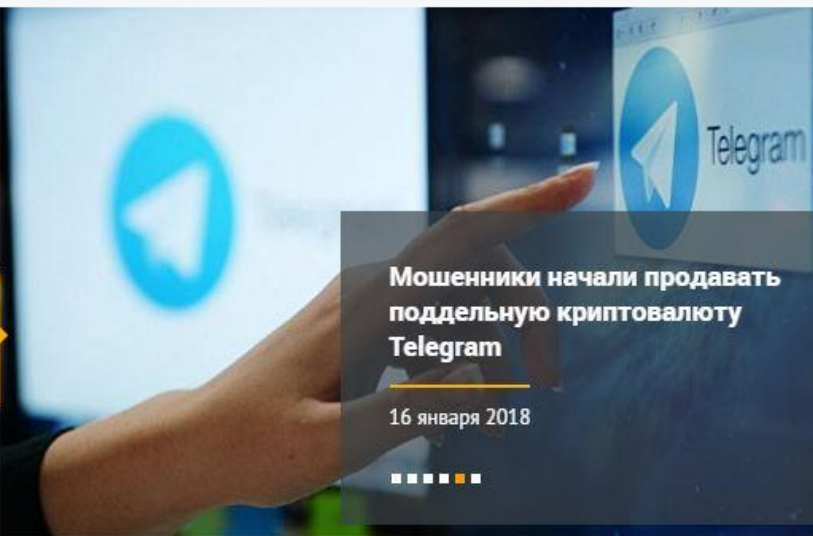 Telegram
Мошенники начали продавать
поддельную криптовалюту
Telegram
16 января 2018